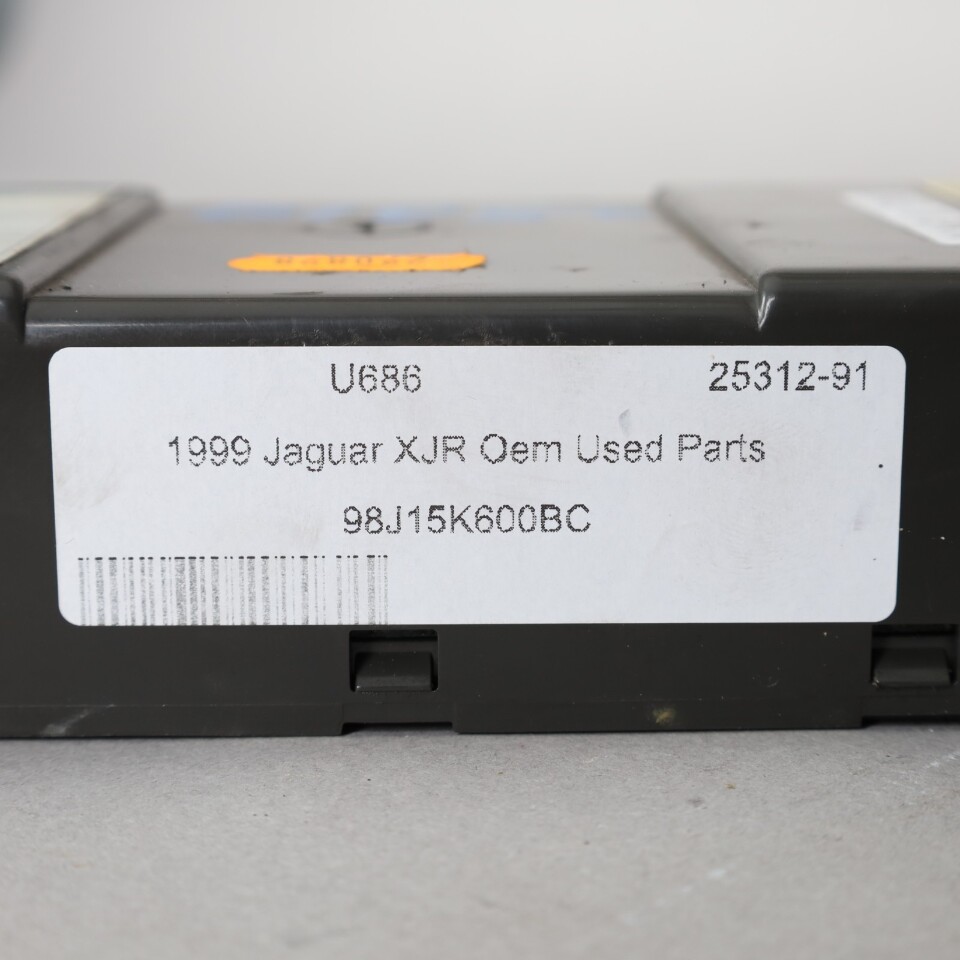 U686 25312-91
1999 Jaguar XJR Oem Used Parts
98J15K600BC